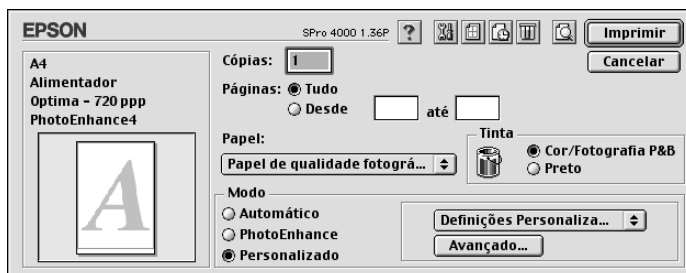 EPSON
SPro 4000 1.36P
?
Imprimir
Cancelar
A4
Alimentador
Optima - 720 ppp
PhotoEnhance4
A
Cópias: 1
Páginas: Tudo
Desde até
Papel:
Papel de qualidade fotográ...
Tinta
Cor/Fotografia P&B
Preto
Modo
Automático
PhotoEnhance
Personalizado
Definições Personaliza...
Avançado...